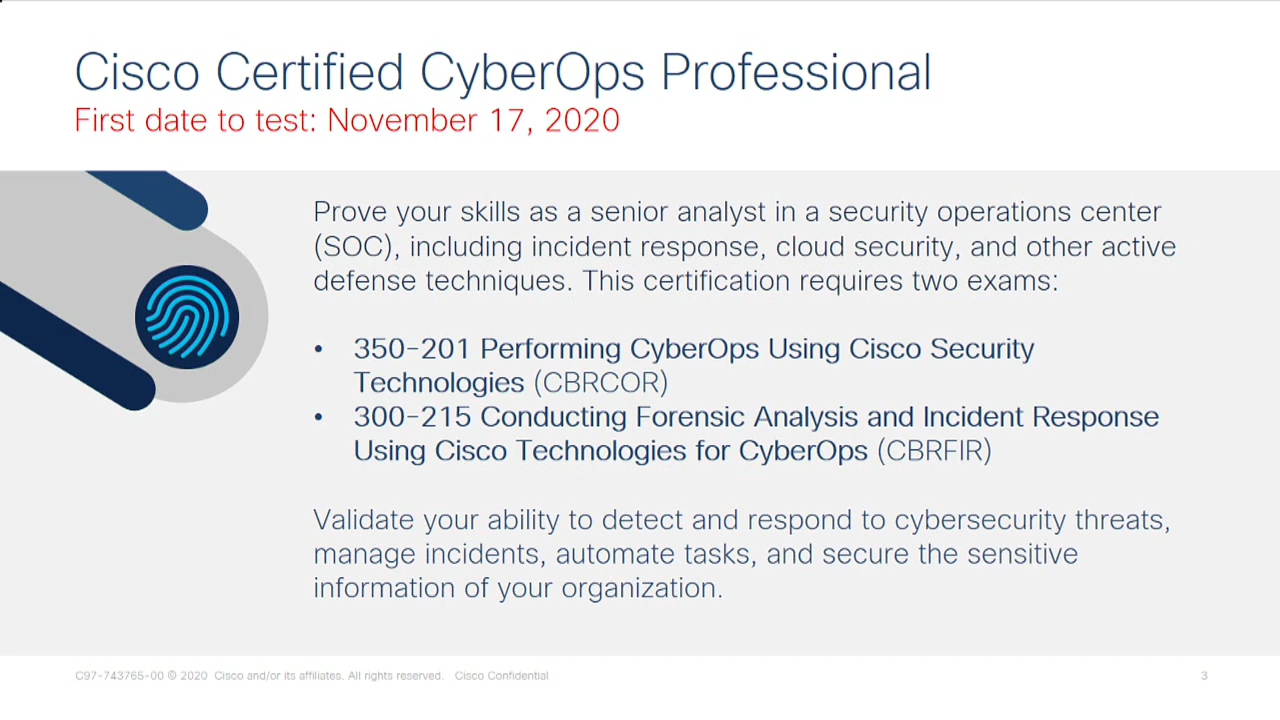 Cisco Certified CyberOps Professional
First date to test: November 17, 2020
Prove your skills as a senior analyst in a security operations center
(SOC), including incident response, cloud security, and other active
defense techniques. This certification requires two exams:
• 350-201 Performing CyberOps Using Cisco Security
Technologies (CBRCOR)
• 300-215 Conducting Forensic Analysis and Incident Response
Using Cisco Technologies for CyberOps (CBRFIR)
Validate your ability to detect and respond to cybersecurity threats,
manage incidents, automate tasks, and secure the sensitive
information of your organization.
C97-743765-00 © 2020 Cisco and/or its affiliates. All rights reserved. Cisco Confidential
3